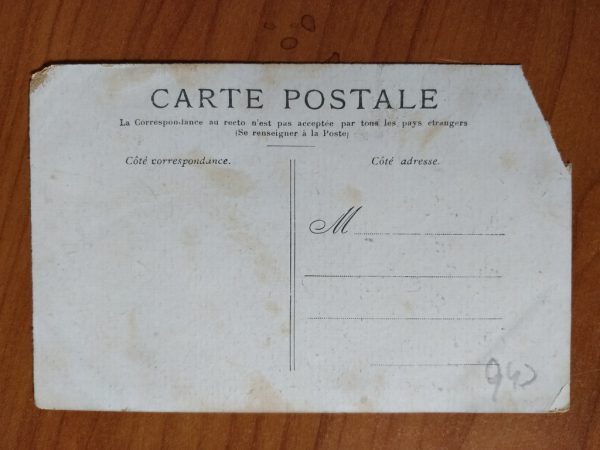 CARTE POSTALE
La Correspondance au recto n'est pas acceptée par tous les pays étrangers
(Se renseigner à la Poste)
Côté correspondance.
Côté adresse.
M